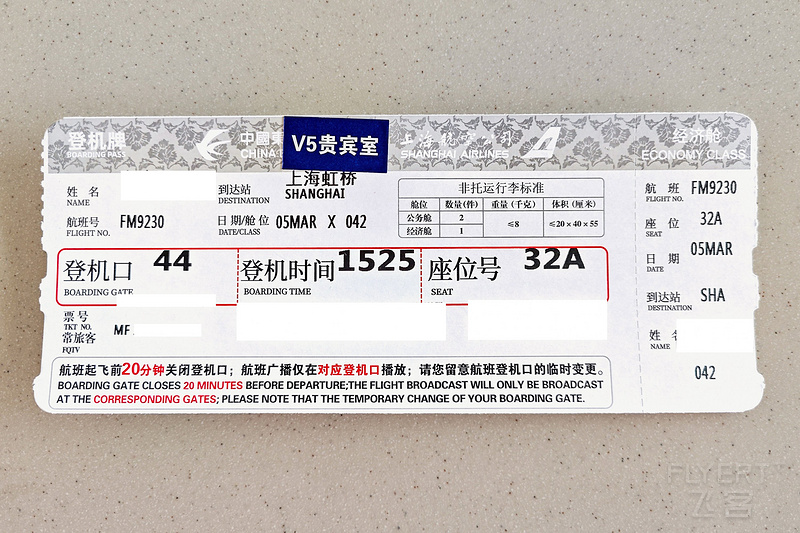 登机牌
BOARDING PASS
中國東
CHINA
V5贵宾室
上海航空公司
SHANGHAI AIRLINES
经济舱
ECONOMY CLASS
姓 名
NAME
到达站 上海虹桥
DESTINATION SHANGHAI
航班号 FM9230
FLIGHT NO.
日期/舱位 05MAR X 042
DATE/CLASS
非托运行李标准
舱位 数量(件) 重量(千克) 体积(厘米)
公务舱 2 ≤8 ≤20×40×55
经济舱 1
登机口 44
BOARDING GATE
登机时间 1525
BOARDING TIME
座位号 32A
SEAT
票号
TKT NO.
常旅客
FQTV
MF
航班起飞前20分钟关闭登机口；航班广播仅在对应登机口播放；请您留意航班登机口的临时变更。
BOARDING GATE CLOSES 20 MINUTES BEFORE DEPARTURE;THE FLIGHT BROADCAST WILL ONLY BE BROADCAST
AT THE CORRESPONDING GATES; PLEASE NOTE THAT THE TEMPORARY CHANGE OF YOUR BOARDING GATE.
航 班 FM9230
FLIGHT NO.
座 位 32A
SEAT
日 期 05MAR
DATE
到达站 SHA
DESTINATION
姓
NAME
042
FLYERT
飞客